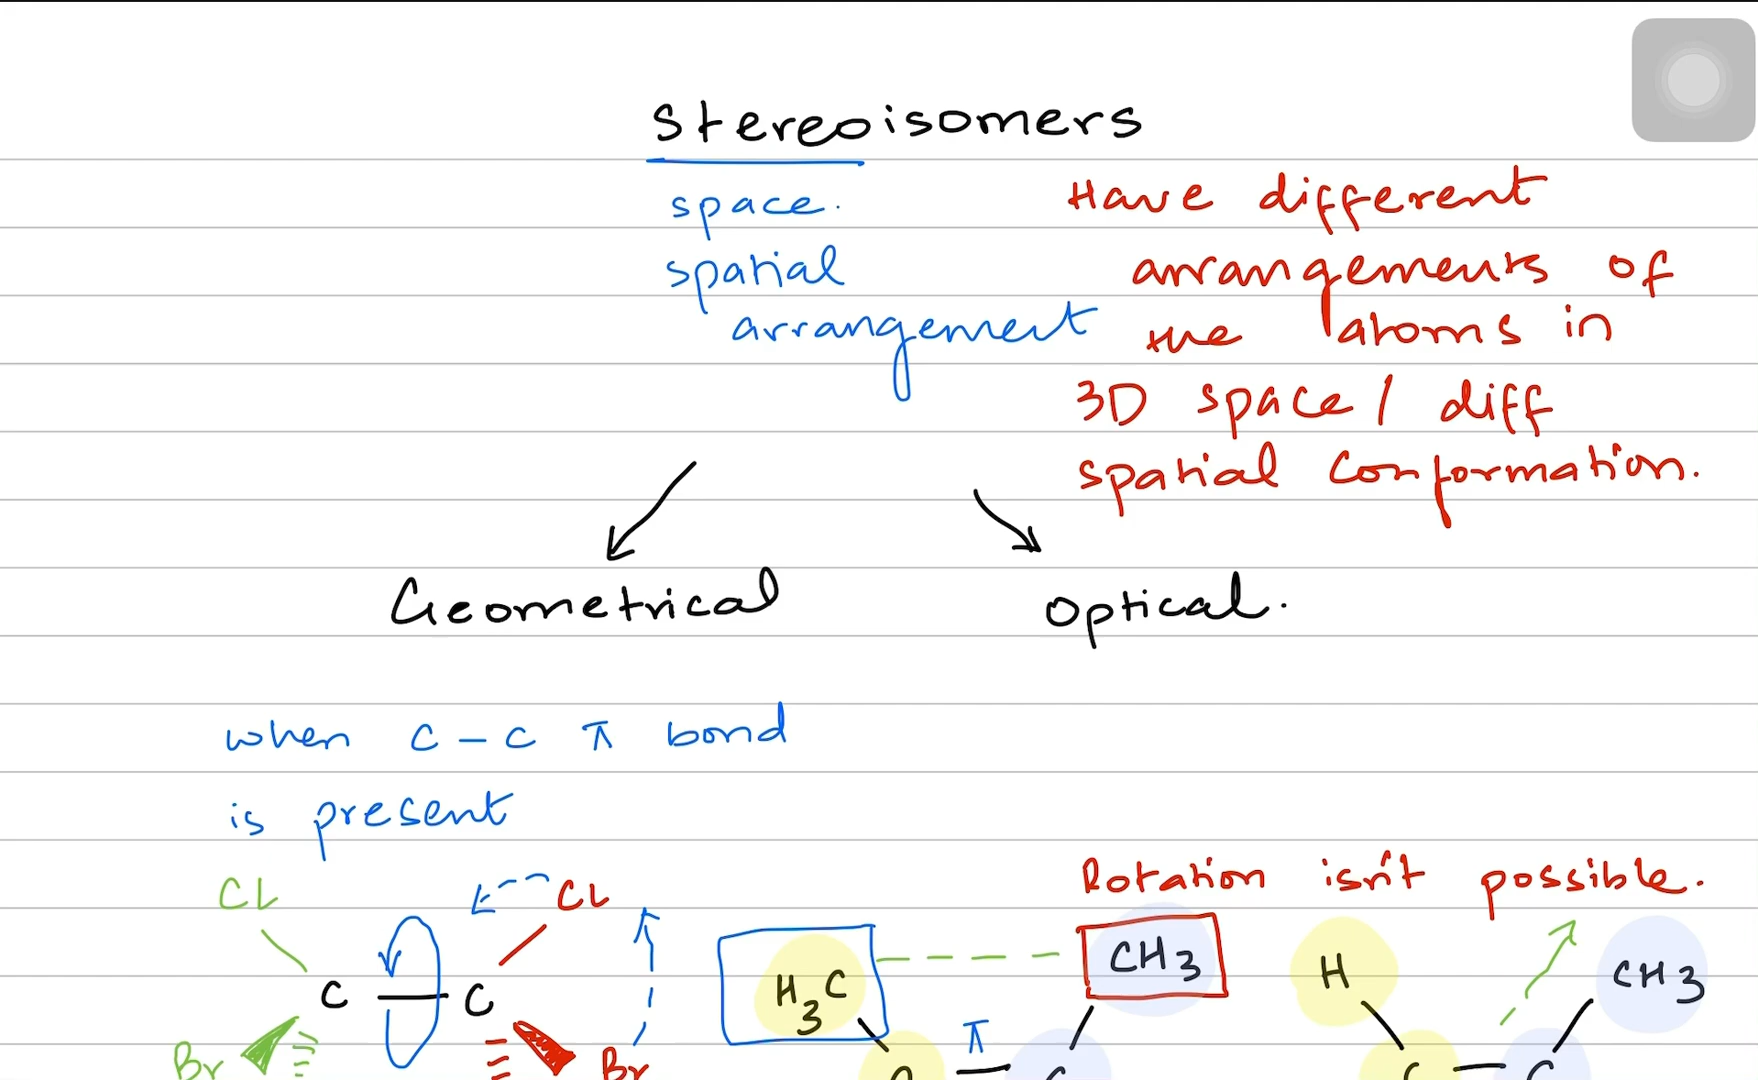 Stereoisomers
space.
spatial
arrangement
Have different
arrangements of
the atoms in
3D space / diff
spatial conformation.
Geometrical
Optical.
when C - C π bond
is present
Rotation isn't possible.
CL
CL
C
C
Br
Br
H3C
CH3
π
C
C
H
CH3
C
C